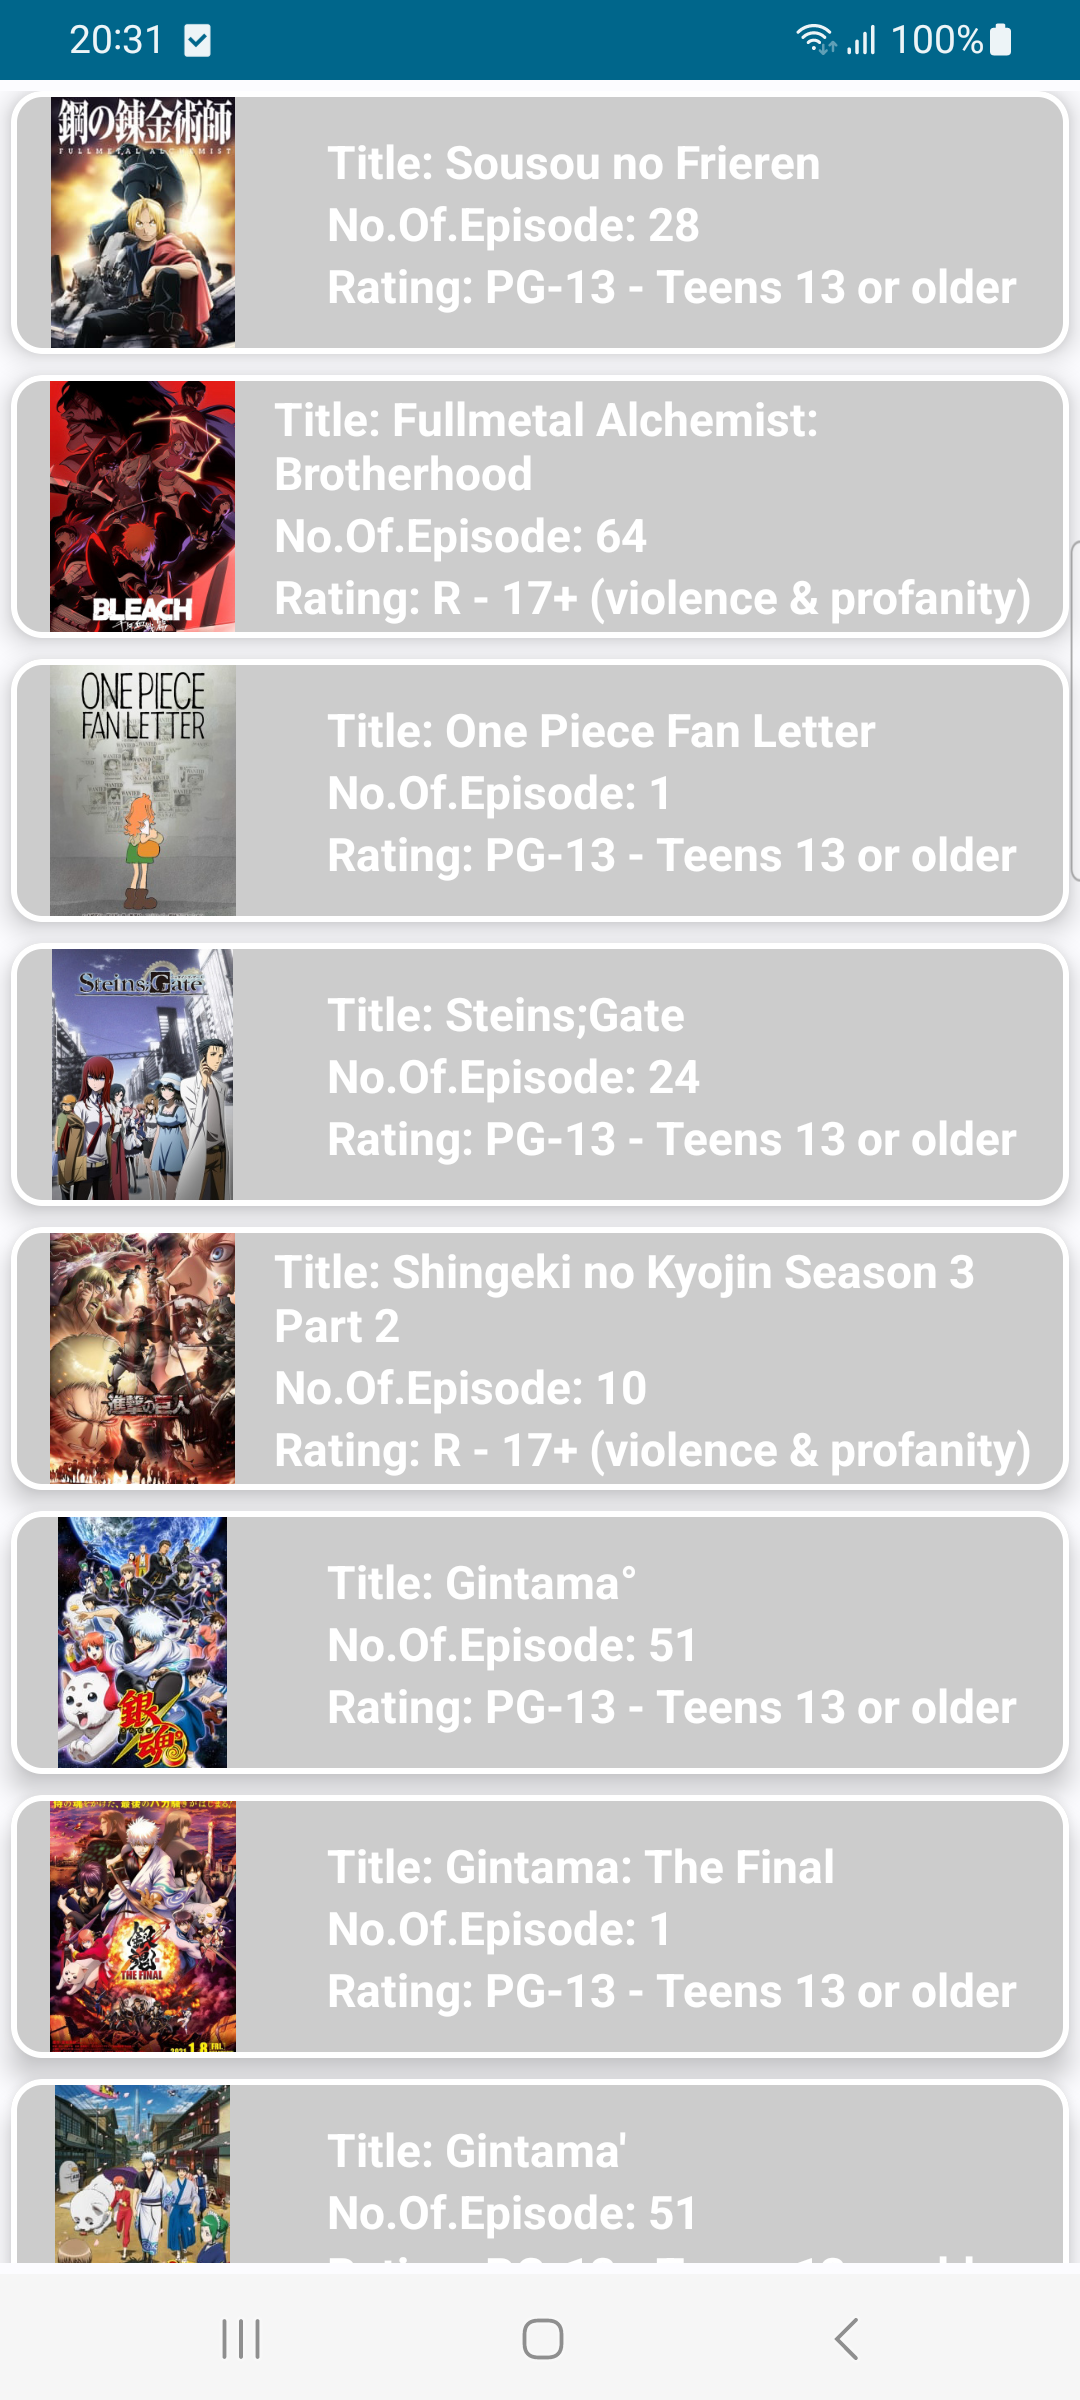 20:31
100%
鋼の錬金術師
FULLMETAL ALCHEMIST
Title: Sousou no Frieren
No.Of.Episode: 28
Rating: PG-13 - Teens 13 or older
BLEACH
Title: Fullmetal Alchemist:
Brotherhood
No.Of.Episode: 64
Rating: R - 17+ (violence & profanity)
ONE PIECE
FAN LETTER
Title: One Piece Fan Letter
No.Of.Episode: 1
Rating: PG-13 - Teens 13 or older
Steins;Gate
Title: Steins;Gate
No.Of.Episode: 24
Rating: PG-13 - Teens 13 or older
進撃の巨人
Title: Shingeki no Kyojin Season 3
Part 2
No.Of.Episode: 10
Rating: R - 17+ (violence & profanity)
銀魂°
Title: Gintama°
No.Of.Episode: 51
Rating: PG-13 - Teens 13 or older
銀魂
THE FINAL
1.8 FRI.
Title: Gintama: The Final
No.Of.Episode: 1
Rating: PG-13 - Teens 13 or older
Title: Gintama'
No.Of.Episode: 51